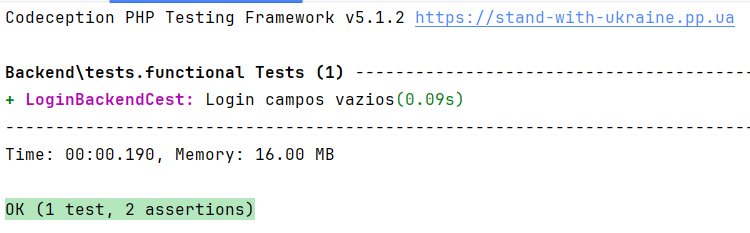 Codeception PHP Testing Framework v5.1.2 https://stand-with-ukraine.pp.ua
Backend\tests.functional Tests (1) ---------------------------------------
+ LoginBackendCest: Login campos vazios(0.09s)
--------------------------------------------------------------------------
Time: 00:00.190, Memory: 16.00 MB
OK (1 test, 2 assertions)